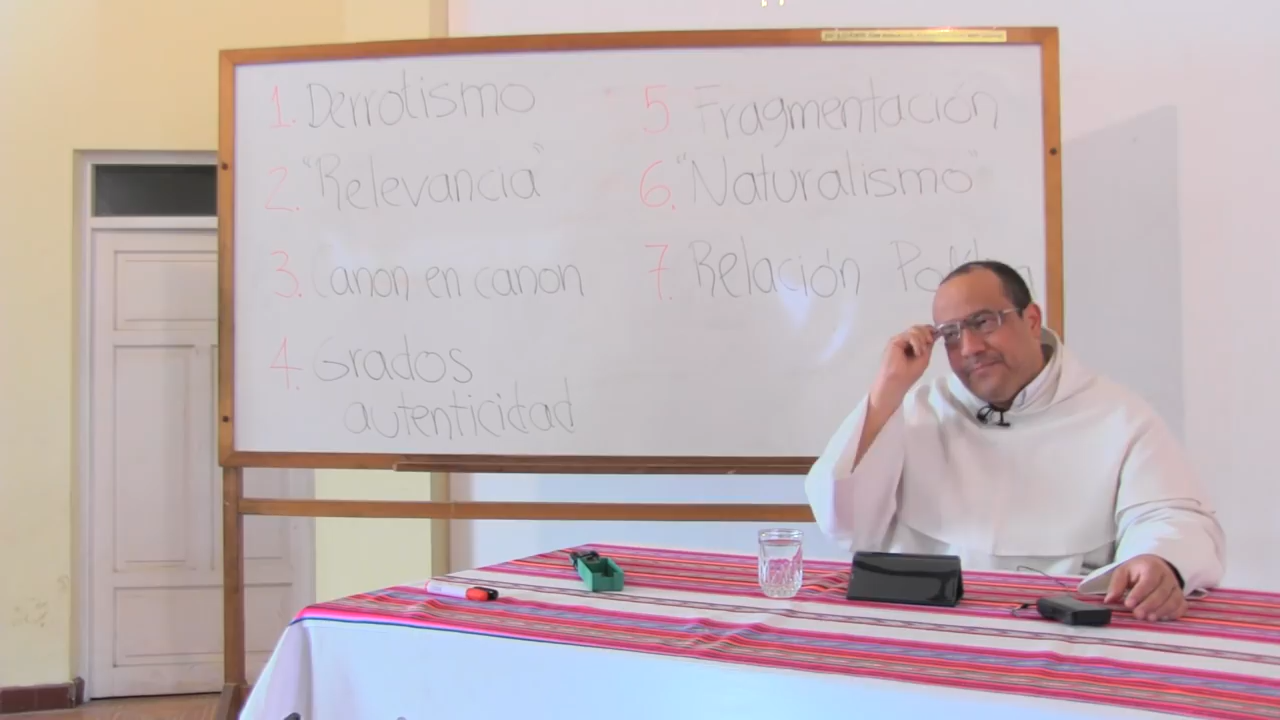 1. Derrotismo
2. "Relevancia"
3. Canon en canon
4. Grados
autenticidad
5 Fragmentación
6. "Naturalismo"
7. Relación